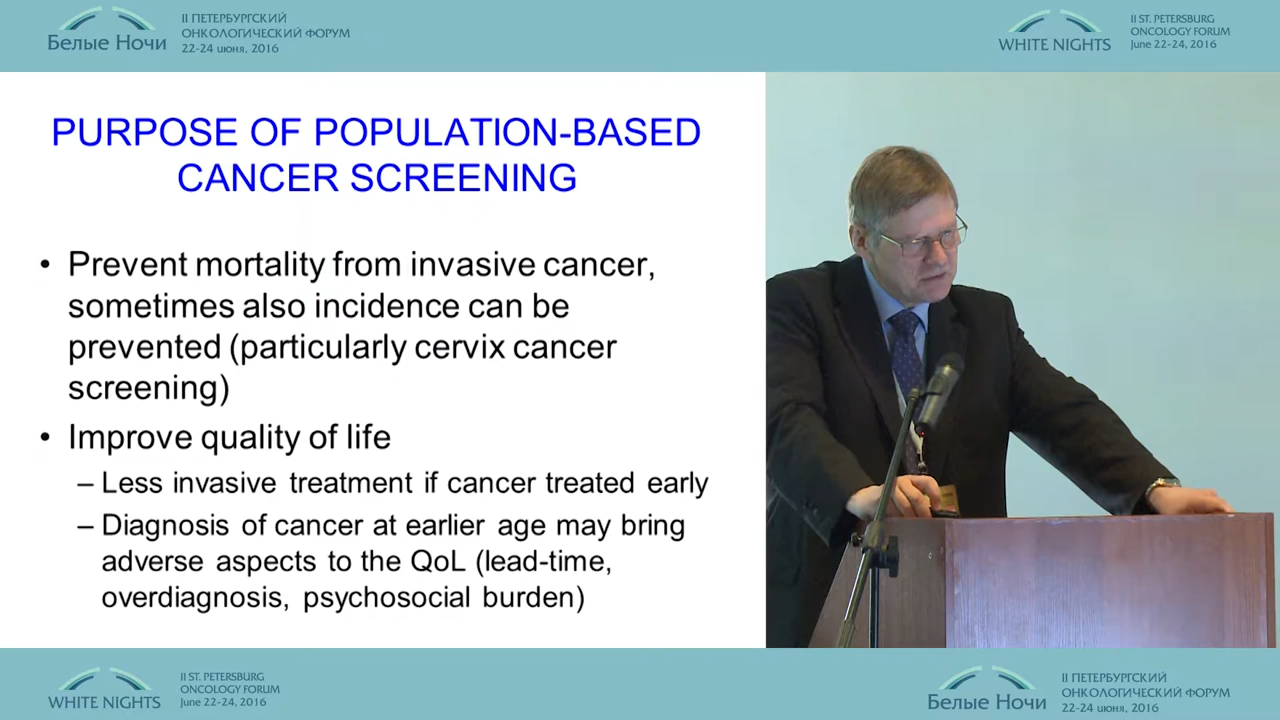 Белые Ночи
II ПЕТЕРБУРГСКИЙ
ОНКОЛОГИЧЕСКИЙ ФОРУМ
22-24 июня, 2016
WHITE NIGHTS
II ST. PETERSBURG
ONCOLOGY FORUM
June 22-24, 2016
PURPOSE OF POPULATION-BASED
CANCER SCREENING
• Prevent mortality from invasive cancer,
sometimes also incidence can be
prevented (particularly cervix cancer
screening)
• Improve quality of life
– Less invasive treatment if cancer treated early
– Diagnosis of cancer at earlier age may bring
adverse aspects to the QoL (lead-time,
overdiagnosis, psychosocial burden)
WHITE NIGHTS
II ST. PETERSBURG
ONCOLOGY FORUM
June 22-24, 2016
Белые Ночи
II ПЕТЕРБУРГСКИЙ
ОНКОЛОГИЧЕСКИЙ ФОРУМ
22-24 июня, 2016